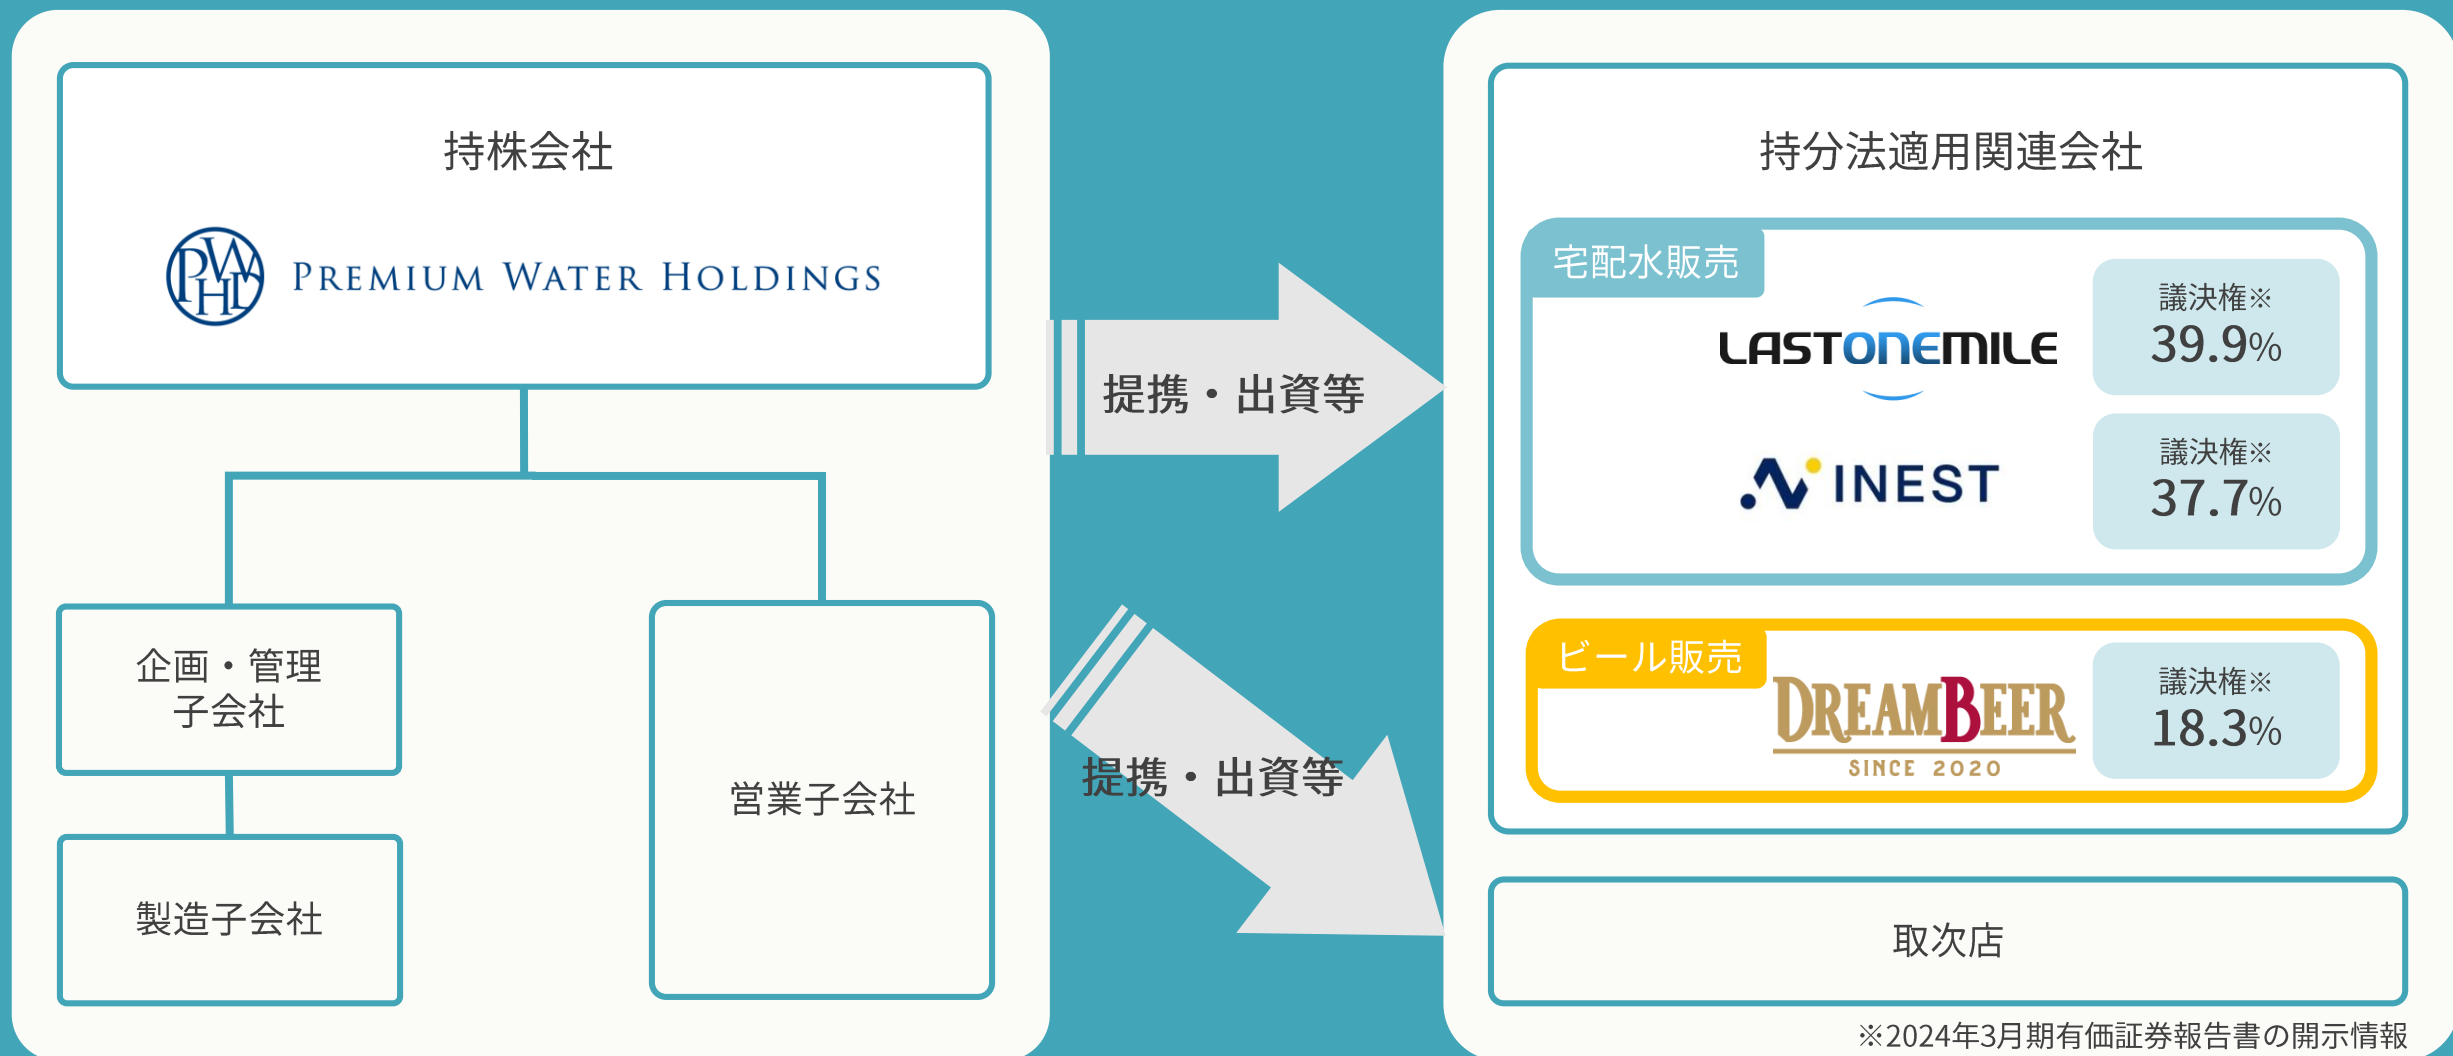 持株会社
PWHD
PREMIUM WATER HOLDINGS
企画・管理
子会社
製造子会社
営業子会社
提携・出資等
提携・出資等
持分法適用関連会社
宅配水販売
LASTONEMILE
議決権※
39.9%
INEST
議決権※
37.7%
ビール販売
DREAMBEER
SINCE 2020
議決権※
18.3%
取次店
※2024年3月期有価証券報告書の開示情報